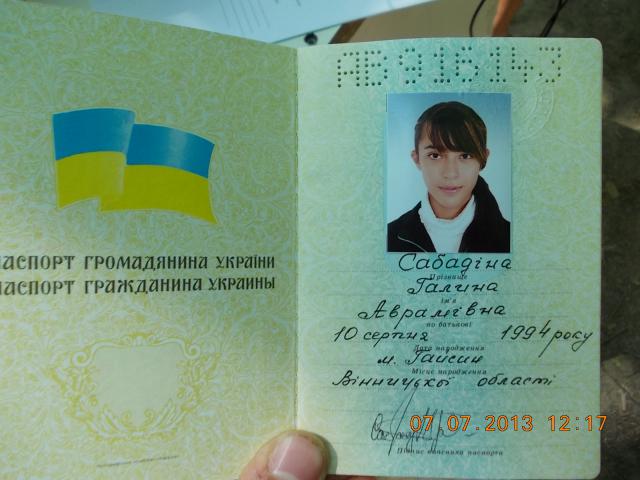 ПАСПОРТ ГРОМАДЯНИНА УКРАЇНИ
ПАСПОРТ ГРАЖДАНИНА УКРАИНЫ
АВ916143
Сабадіна
Прізвище
Галина
Ім'я
Аврамівна
по батькові
10 серпня 1994 року
Дата народження
м. Гайсин
Місце народження
Вінницької області
Підпис власника паспорта
07.07.2013 12:17